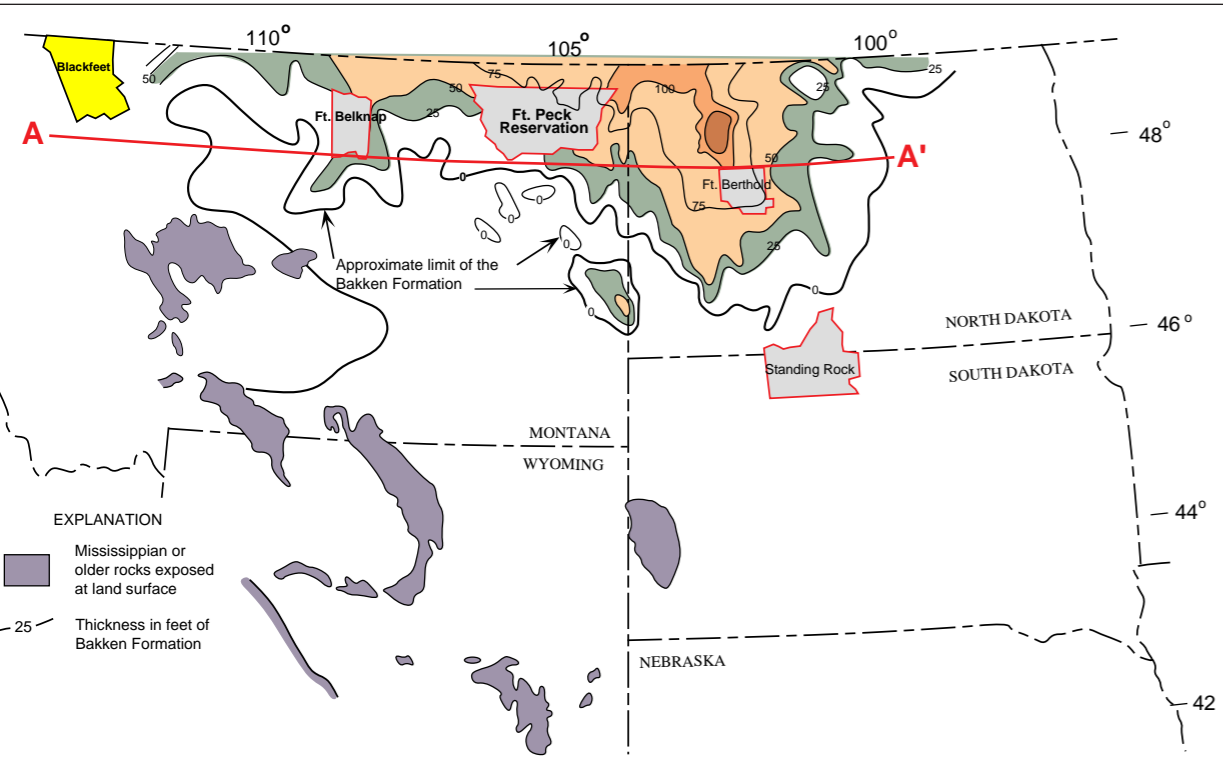 110°
105°
100°
Blackfeet
50
75
50
25
100
25
25
Ft. Belknap
Ft. Peck
Reservation
A
A'
48°
50
0
Ft. Berthold
75
0
0
0
0
25
Approximate limit of the
Bakken Formation
0
0
NORTH DAKOTA
46°
SOUTH DAKOTA
Standing Rock
MONTANA
WYOMING
EXPLANATION
Mississippian or
older rocks exposed
at land surface
25
Thickness in feet of
Bakken Formation
44°
NEBRASKA
42